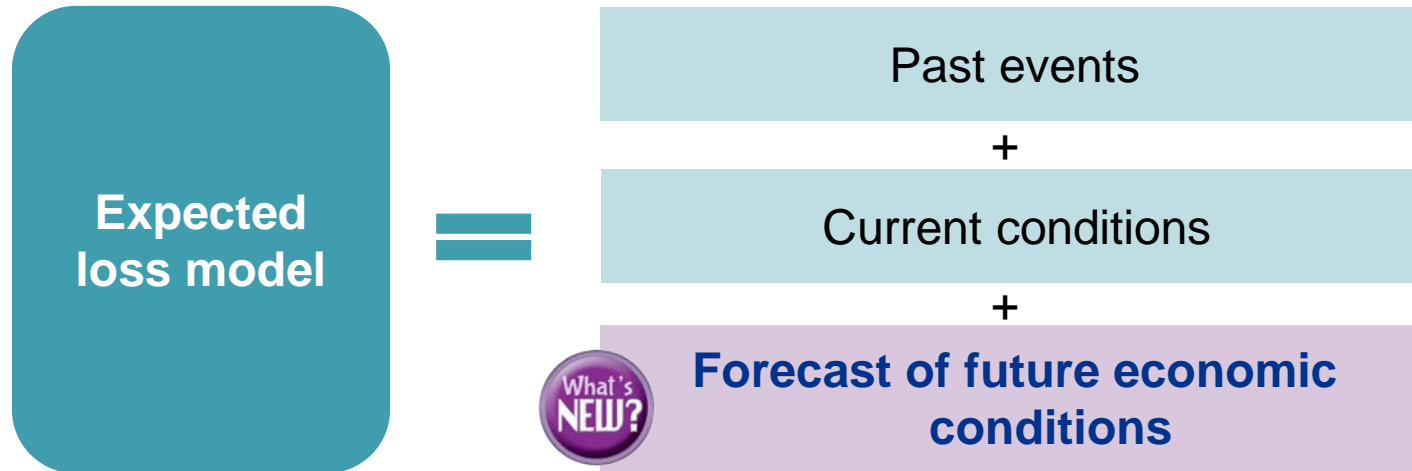 Expected
loss model
Past events
+
Current conditions
+
What's
NEW?
Forecast of future economic
conditions